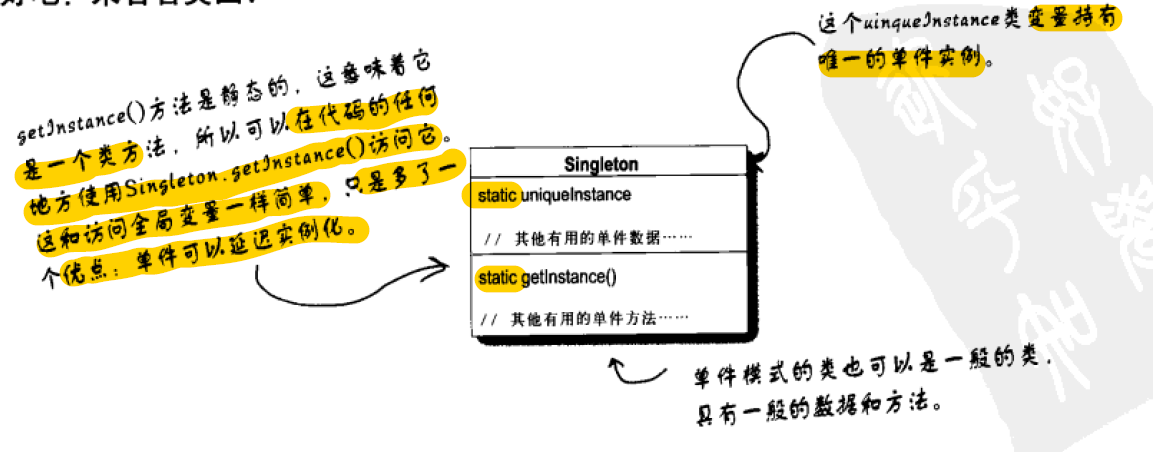 getInstance()方法是静态的,这意味着它
是一个类方法,所以可以在代码的任何
地方使用Singleton.getInstance()访问它。
这和访问全局变量一样简单,只是多了一
个优点:单件可以延迟实例化。
这个uinqueInstance类变量持有
唯一的单件实例。
Singleton
static uniqueInstance
// 其他有用的单件数据……
static getInstance()
// 其他有用的单件方法……
单件模式的类也可以是一般的类,
具有一般的数据和方法。